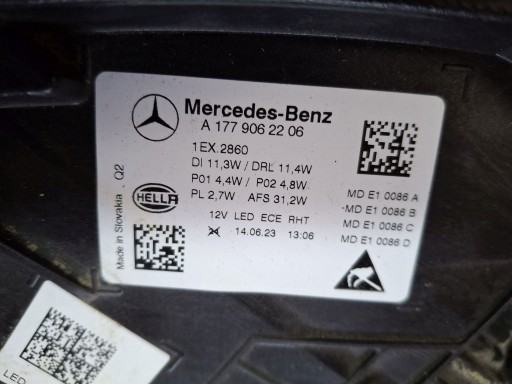 Mercedes-Benz
A 177 906 22 06
1EX.2860
DI 11,3W / DRL 11,4W
P01 4,4W / P02 4,8W
PL 2,7W AFS 31,2W
12V LED ECE RHT
14.06.23 13:06
HELLA
Made in Slovakia . Q2
MD E1 0086 A
MD E1 0086 B
MD E1 0086 C
MD E1 0086 D
LED